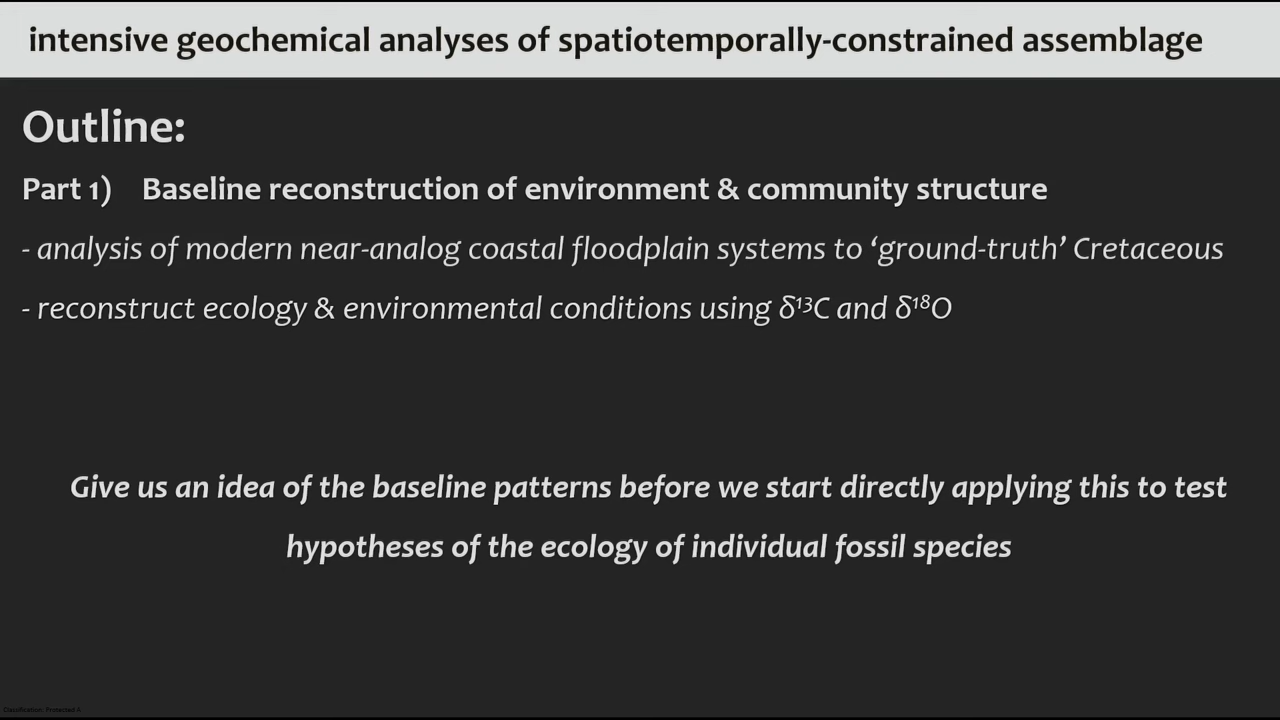 intensive geochemical analyses of spatiotemporally-constrained assemblage
Outline:
Part 1) Baseline reconstruction of environment & community structure
- analysis of modern near-analog coastal floodplain systems to ‘ground-truth’ Cretaceous
- reconstruct ecology & environmental conditions using δ¹³C and δ¹⁸O
Give us an idea of the baseline patterns before we start directly applying this to test
hypotheses of the ecology of individual fossil species
Classification: Protected A